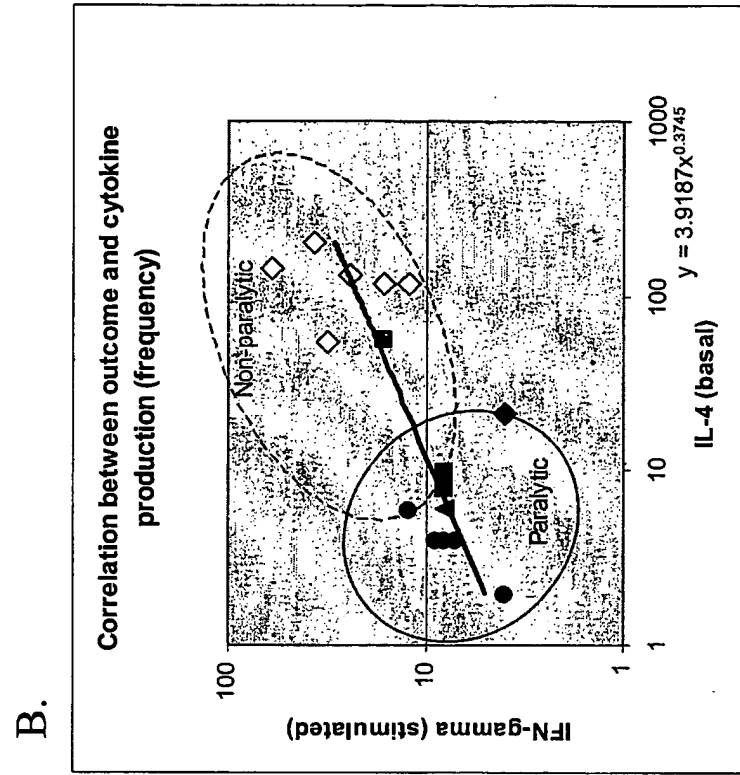 B.
Correlation between outcome and cytokine
production (frequency)
IFN-gamma (stimulated)
100
10
1
Non-paralytic
Paralytic
1
10
100
1000
IL-4 (basal)
y = 3.9187x^0.3745